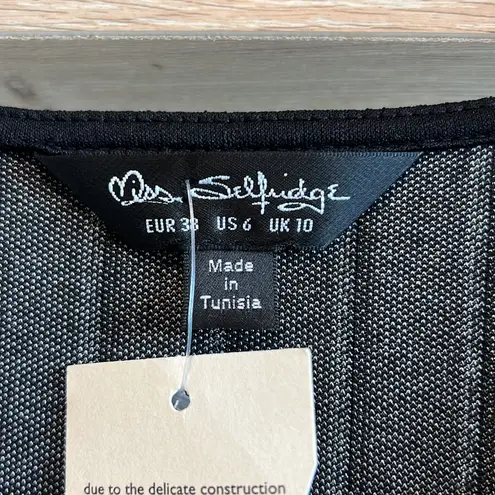 Miss Selfridge
EUR 38 US 6 UK 10
Made
in
Tunisia
due to the delicate construction